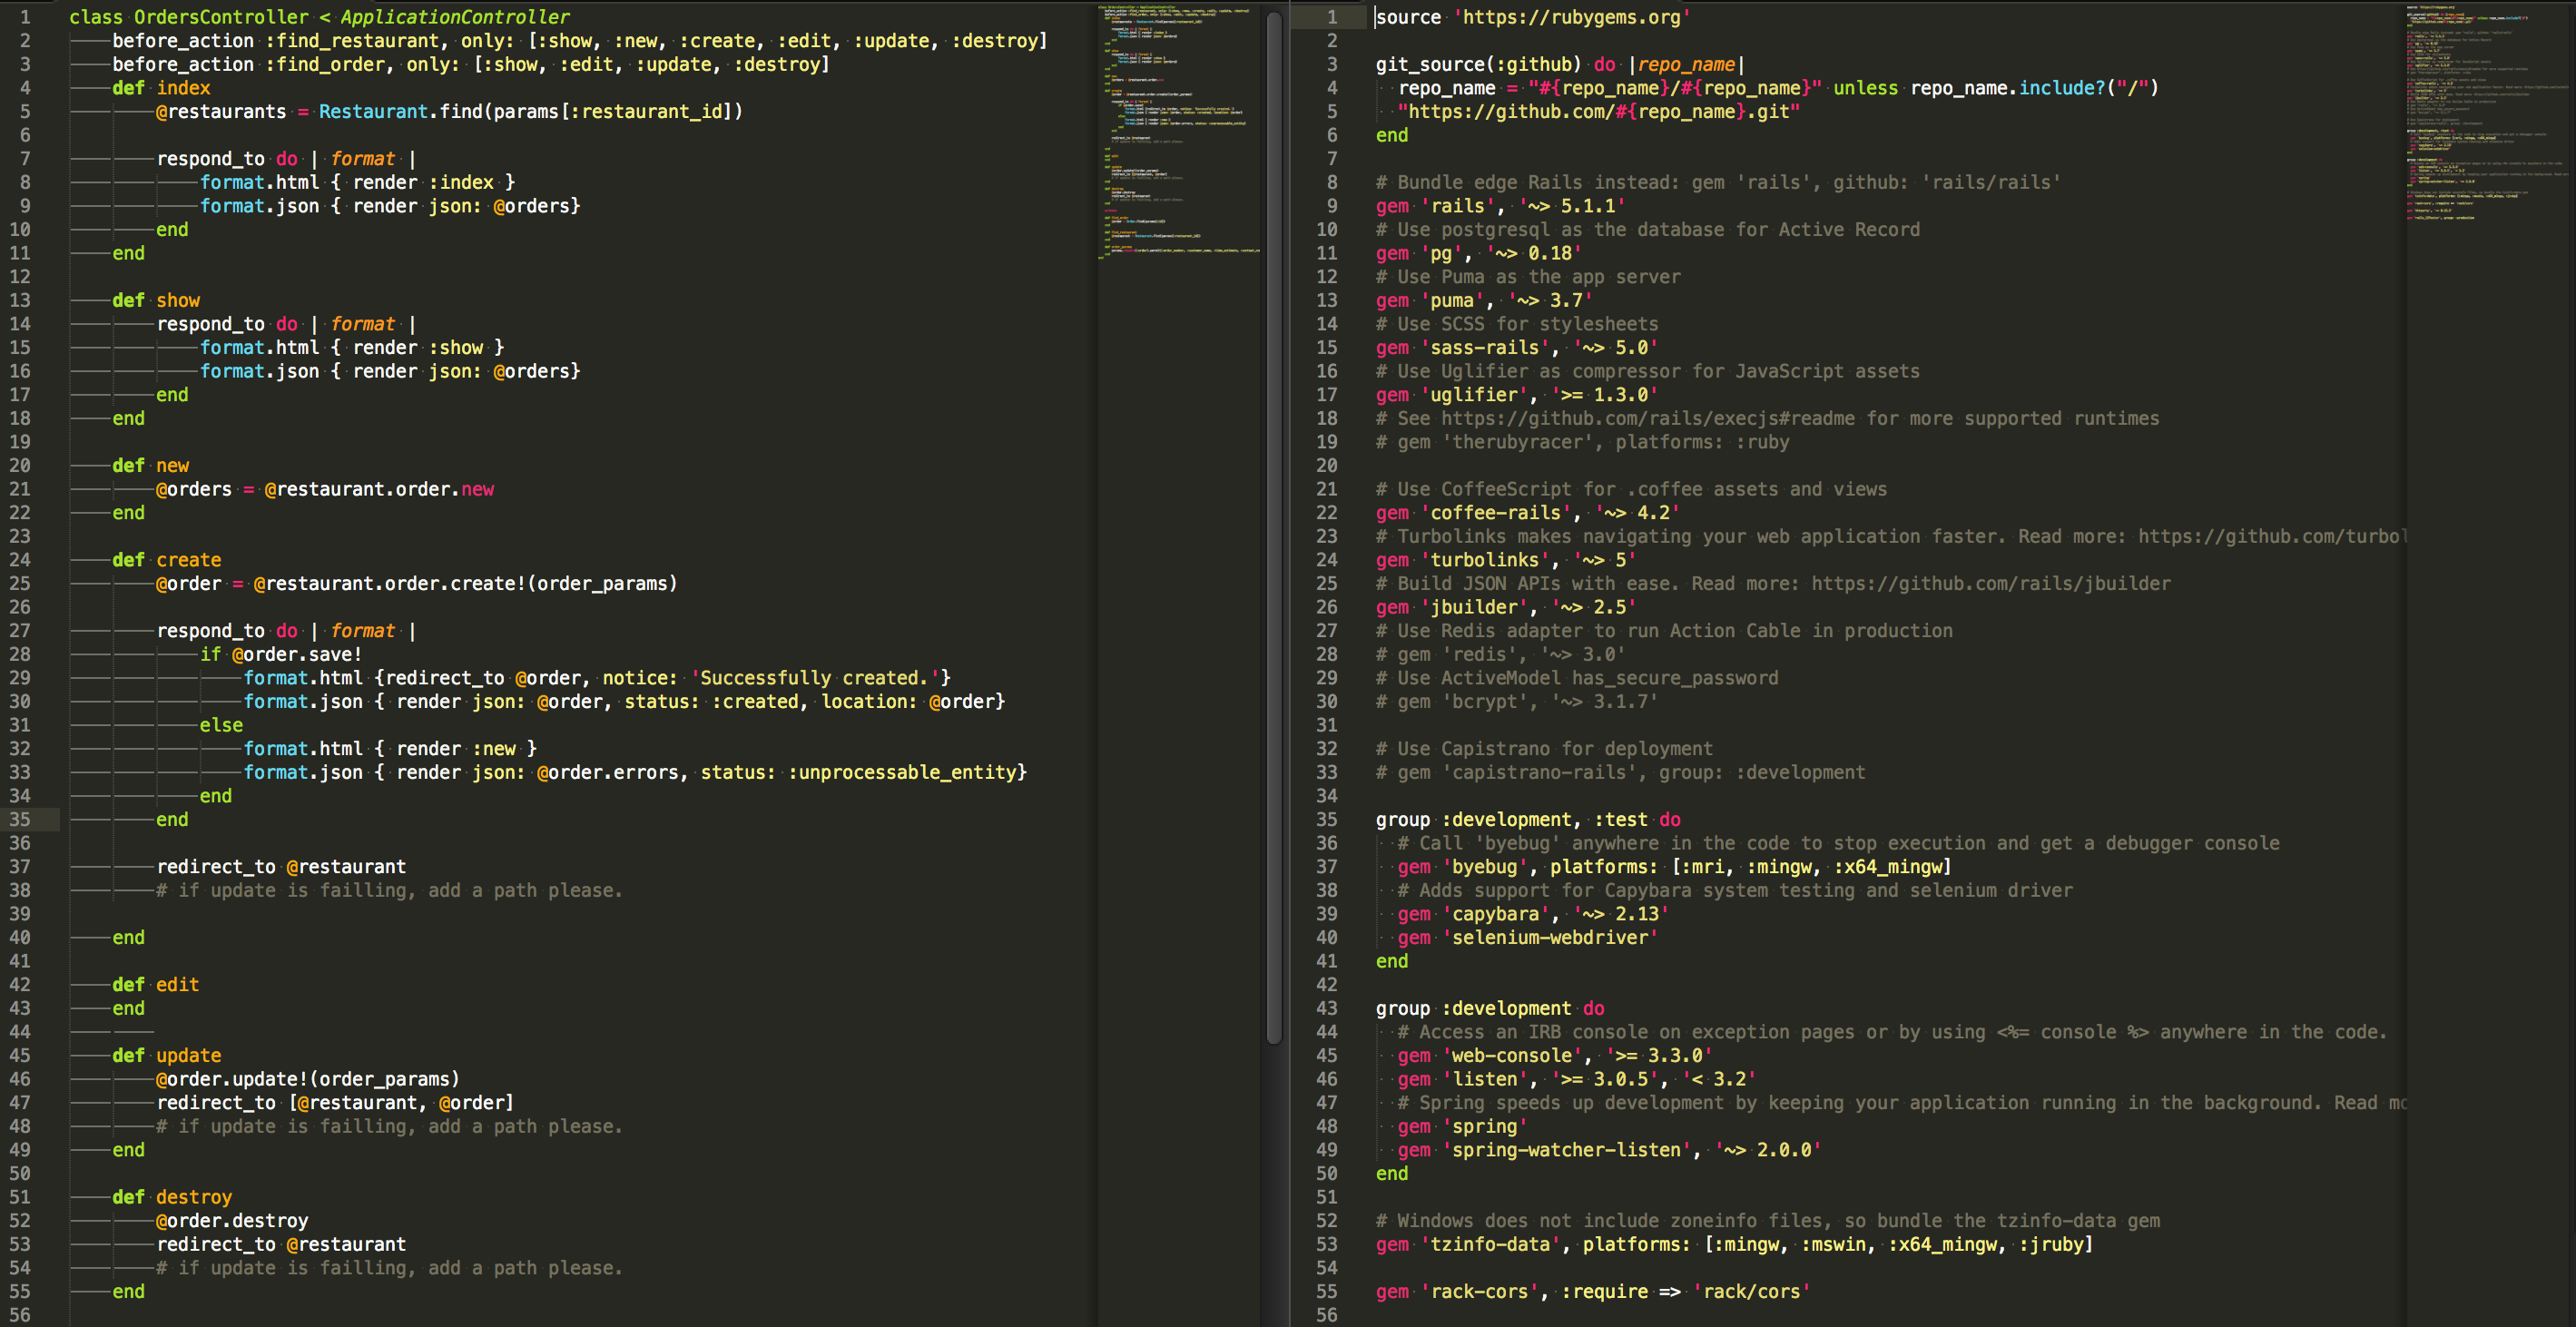 1 class OrdersController < ApplicationController
2 before_action :find_restaurant, only: [:show, :new, :create, :edit, :update, :destroy]
3 before_action :find_order, only: [:show, :edit, :update, :destroy]
4 def index
5 @restaurants = Restaurant.find(params[:restaurant_id])
6
7 respond_to do | format |
8 format.html { render :index }
9 format.json { render json: @orders}
10 end
11 end
12
13 def show
14 respond_to do | format |
15 format.html { render :show }
16 format.json { render json: @orders}
17 end
18 end
19
20 def new
21 @orders = @restaurant.order.new
22 end
23
24 def create
25 @order = @restaurant.order.create!(order_params)
26
27 respond_to do | format |
28 if @order.save!
29 format.html {redirect_to @order, notice: 'Successfully created.'}
30 format.json { render json: @order, status: :created, location: @order}
31 else
32 format.html { render :new }
33 format.json { render json: @order.errors, status: :unprocessable_entity}
34 end
35 end
36
37 redirect_to @restaurant
38 # if update is failling, add a path please.
39
40 end
41
42 def edit
43 end
44
45 def update
46 @order.update!(order_params)
47 redirect_to [@restaurant, @order]
48 # if update is failling, add a path please.
49 end
50
51 def destroy
52 @order.destroy
53 redirect_to @restaurant
54 # if update is failling, add a path please.
55 end
56
1 source 'https://rubygems.org'
2
3 git_source(:github) do |repo_name|
4 repo_name = "#{repo_name}/#{repo_name}" unless repo_name.include?("/")
5 "https://github.com/#{repo_name}.git"
6 end
7
8 # Bundle edge Rails instead: gem 'rails', github: 'rails/rails'
9 gem 'rails', '~> 5.1.1'
10 # Use postgresql as the database for Active Record
11 gem 'pg', '~> 0.18'
12 # Use Puma as the app server
13 gem 'puma', '~> 3.7'
14 # Use SCSS for stylesheets
15 gem 'sass-rails', '~> 5.0'
16 # Use Uglifier as compressor for JavaScript assets
17 gem 'uglifier', '>= 1.3.0'
18 # See https://github.com/rails/execjs#readme for more supported runtimes
19 # gem 'therubyracer', platforms: :ruby
20
21 # Use CoffeeScript for .coffee assets and views
22 gem 'coffee-rails', '~> 4.2'
23 # Turbolinks makes navigating your web application faster. Read more: https://github.com/turbol
24 gem 'turbolinks', '~> 5'
25 # Build JSON APIs with ease. Read more: https://github.com/rails/jbuilder
26 gem 'jbuilder', '~> 2.5'
27 # Use Redis adapter to run Action Cable in production
28 # gem 'redis', '~> 3.0'
29 # Use ActiveModel has_secure_password
30 # gem 'bcrypt', '~> 3.1.7'
31
32 # Use Capistrano for deployment
33 # gem 'capistrano-rails', group: :development
34
35 group :development, :test do
36 # Call 'byebug' anywhere in the code to stop execution and get a debugger console
37 gem 'byebug', platforms: [:mri, :mingw, :x64_mingw]
38 # Adds support for Capybara system testing and selenium driver
39 gem 'capybara', '~> 2.13'
40 gem 'selenium-webdriver'
41 end
42
43 group :development do
44 # Access an IRB console on exception pages or by using <%= console %> anywhere in the code.
45 gem 'web-console', '>= 3.3.0'
46 gem 'listen', '>= 3.0.5', '< 3.2'
47 # Spring speeds up development by keeping your application running in the background. Read mo
48 gem 'spring'
49 gem 'spring-watcher-listen', '~> 2.0.0'
50 end
51
52 # Windows does not include zoneinfo files, so bundle the tzinfo-data gem
53 gem 'tzinfo-data', platforms: [:mingw, :mswin, :x64_mingw, :jruby]
54
55 gem 'rack-cors', :require => 'rack/cors'
56